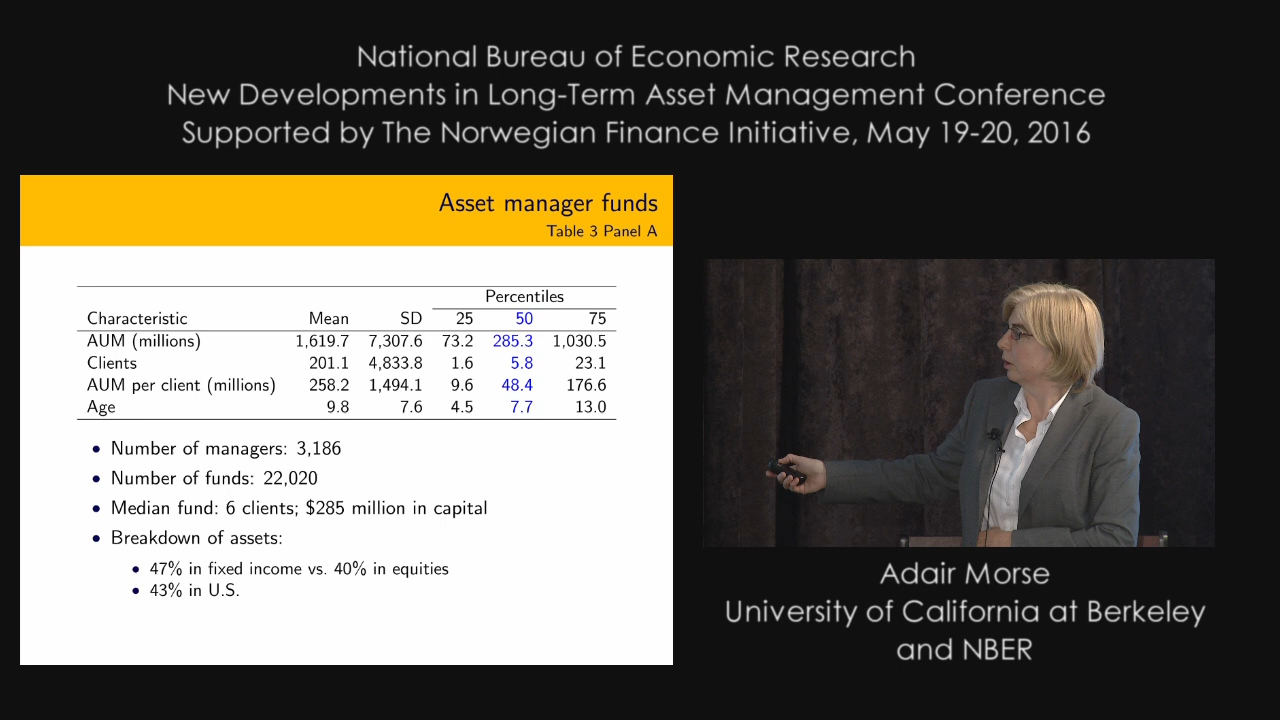 National Bureau of Economic Research
New Developments in Long-Term Asset Management Conference
Supported by The Norwegian Finance Initiative, May 19-20, 2016
Asset manager funds
Table 3 Panel A
Percentiles
Characteristic Mean SD 25 50 75
AUM (millions) 1,619.7 7,307.6 73.2 285.3 1,030.5
Clients 201.1 4,833.8 1.6 5.8 23.1
AUM per client (millions) 258.2 1,494.1 9.6 48.4 176.6
Age 9.8 7.6 4.5 7.7 13.0
• Number of managers: 3,186
• Number of funds: 22,020
• Median fund: 6 clients; $285 million in capital
• Breakdown of assets:
• 47% in fixed income vs. 40% in equities
• 43% in U.S.
Adair Morse
University of California at Berkeley
and NBER